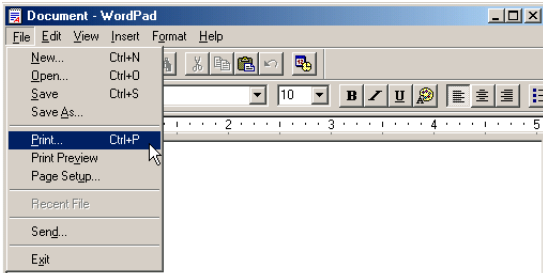 Document - WordPad
File Edit View Insert Format Help
New... Ctrl+N
Open... Ctrl+O
Save Ctrl+S
Save As...
10 B I U
Print... Ctrl+P
2 3 4 5
Print Preview
Page Setup...
Recent File
Send...
Exit